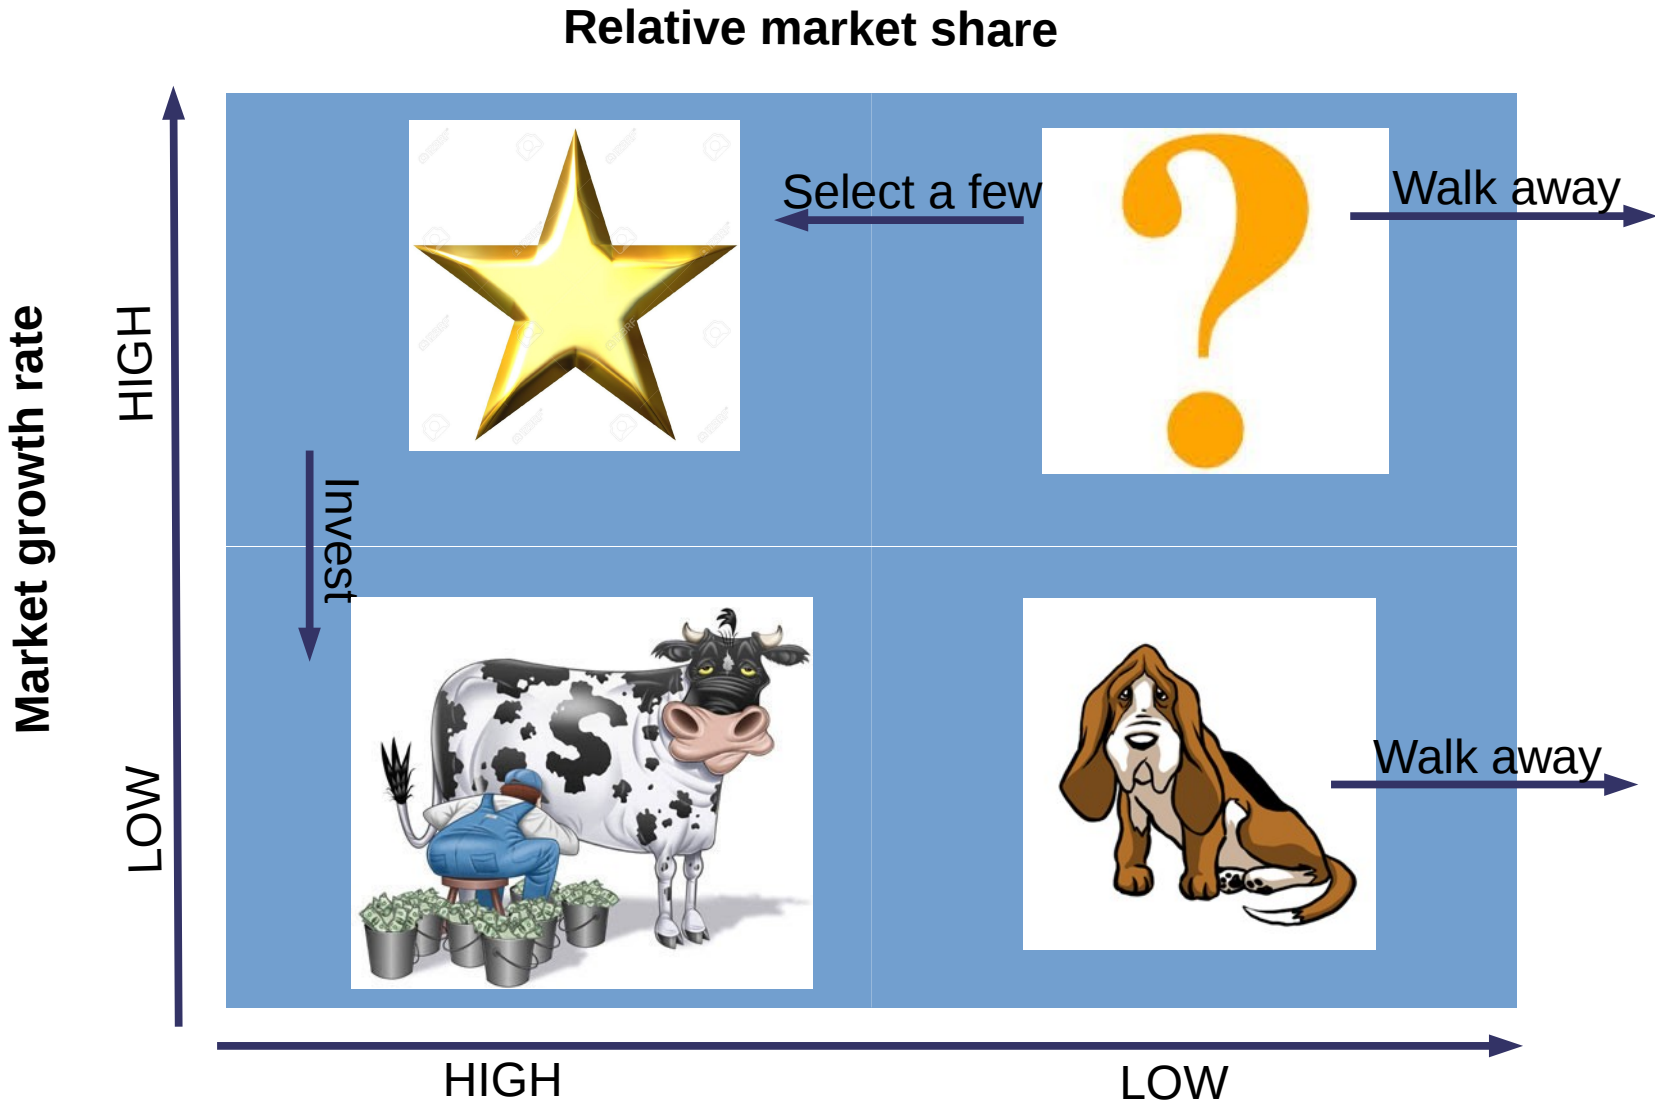 Relative market share
Select a few
Walk away
HIGH
Market growth rate
Invest
$
Walk away
LOW
HIGH
LOW